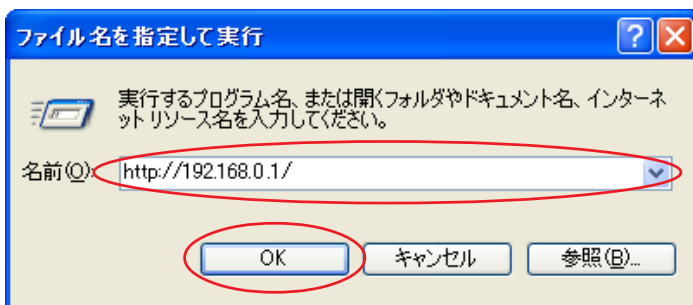 ファイル名を指定して実行
実行するプログラム名、または開くフォルダやドキュメント名、インターネ
ットリソース名を入力してください。
名前(O): http://192.168.0.1/
OK キャンセル 参照(B)...